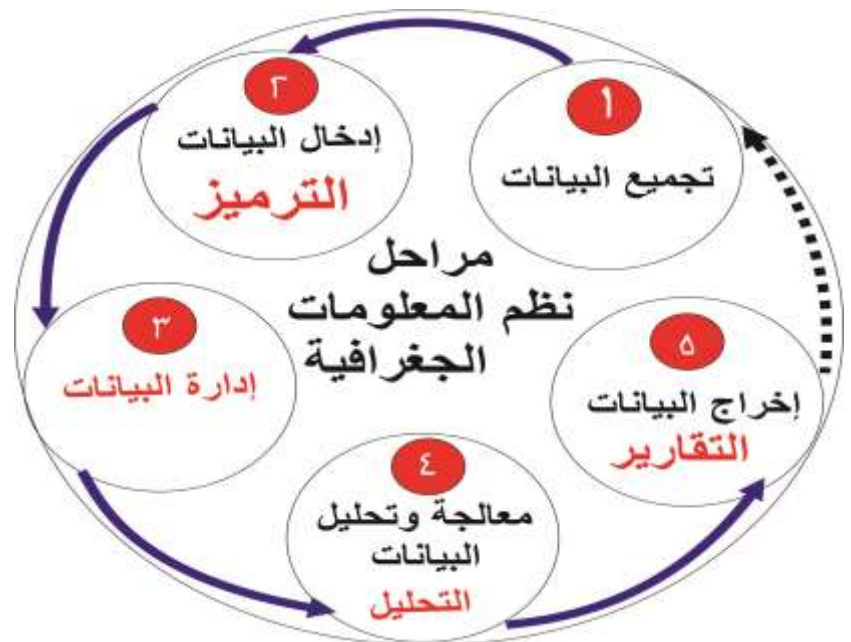 مراحل
نظم المعلومات
الجغرافية
١
تجميع البيانات
٢
إدخال البيانات
الترميز
٣
إدارة البيانات
٤
معالجة وتحليل
البيانات
التحليل
٥
إخراج البيانات
التقارير